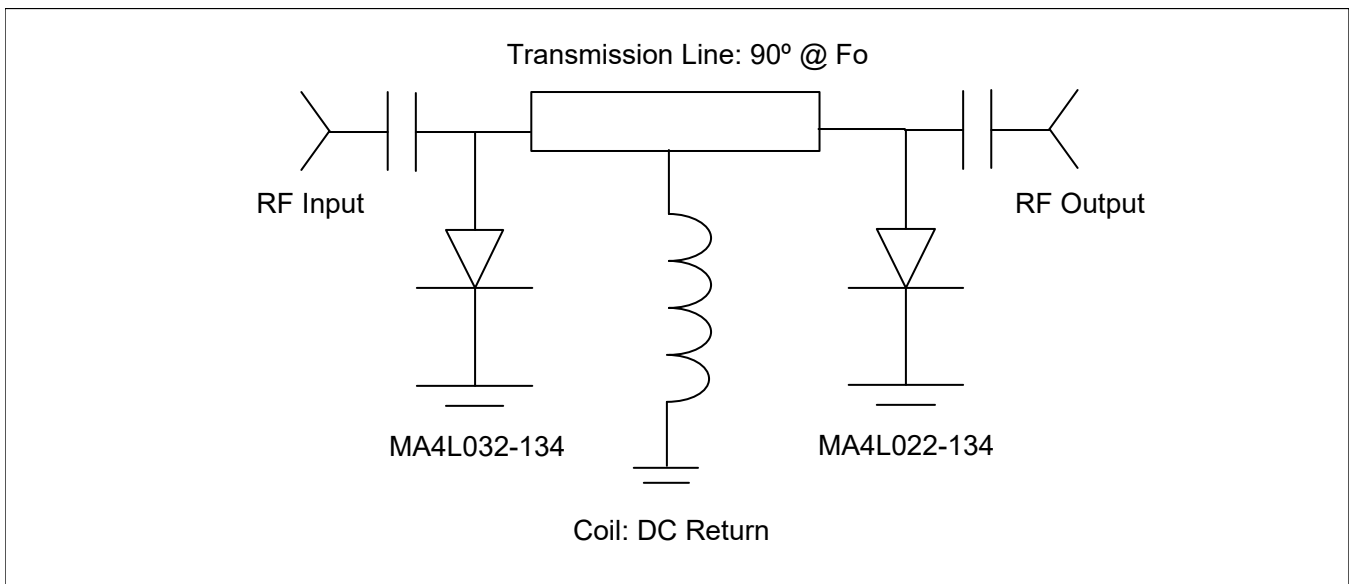 Transmission Line: 90º @ Fo
RF Input
RF Output
MA4L032-134
MA4L022-134
Coil: DC Return